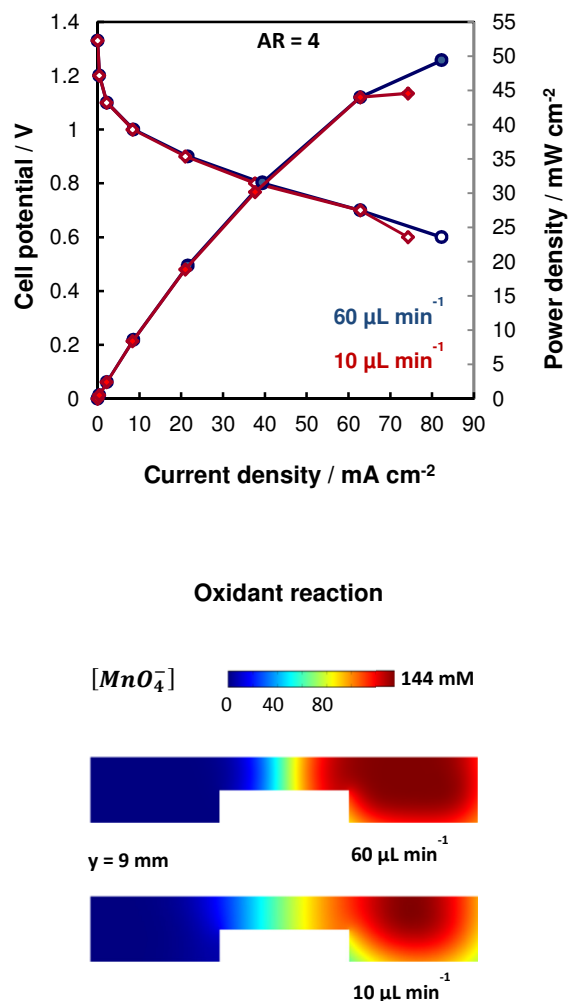 AR = 4
Cell potential / V
1.4
1.2
1
0.8
0.6
0.4
0.2
0
Power density / mW cm-2
55
50
45
40
35
30
25
20
15
10
5
0
60 µL min-1
10 µL min-1
0 10 20 30 40 50 60 70 80 90
Current density / mA cm-2
Oxidant reaction
[MnO4−]
144 mM
0 40 80
y = 9 mm
60 µL min-1
10 µL min-1